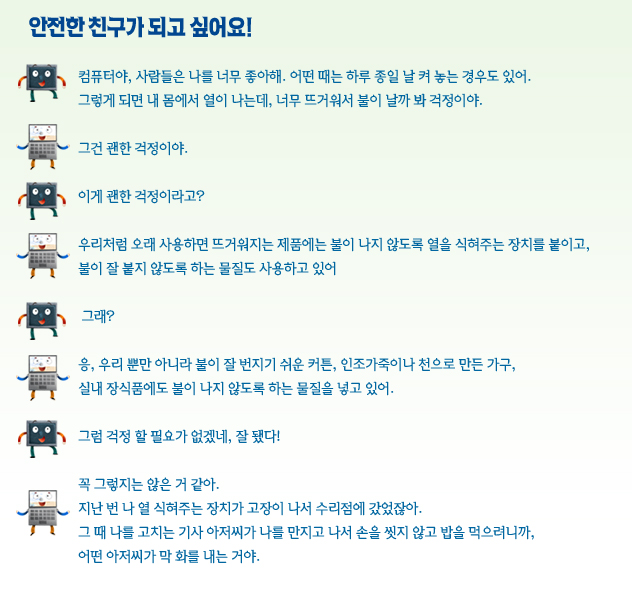 안전한 친구가 되고 싶어요!
컴퓨터야, 사람들은 나를 너무 좋아해. 어떤 때는 하루 종일 날 켜 놓는 경우도 있어.
그렇게 되면 내 몸에서 열이 나는데, 너무 뜨거워서 불이 날까 봐 걱정이야.
그건 괜한 걱정이야.
이게 괜한 걱정이라고?
우리처럼 오래 사용하면 뜨거워지는 제품에는 불이 나지 않도록 열을 식혀주는 장치를 붙이고,
불이 잘 붙지 않도록 하는 물질도 사용하고 있어
그래?
응, 우리 뿐만 아니라 불이 잘 번지기 쉬운 커튼, 인조가죽이나 천으로 만든 가구,
실내 장식품에도 불이 나지 않도록 하는 물질을 넣고 있어.
그럼 걱정 할 필요가 없겠네, 잘 됐다!
꼭 그렇지는 않은 거 같아.
지난 번 나 열 식혀주는 장치가 고장이 나서 수리점에 갔었잖아.
그 때 나를 고치는 기사 아저씨가 나를 만지고 나서 손을 씻지 않고 밥을 먹으려니까,
어떤 아저씨가 막 화를 내는 거야.